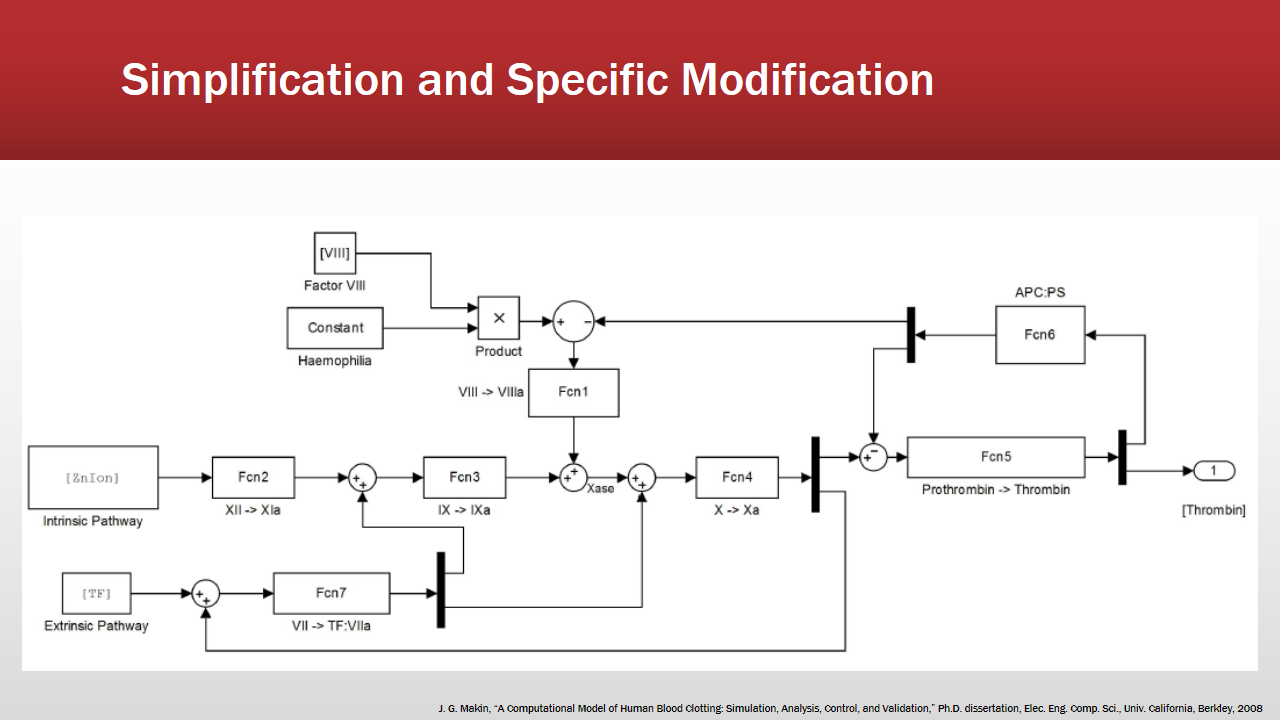 Simplification and Specific Modification
[VIII]
Factor VIII
Constant
Haemophilia
×
Product
+ −
APC:PS
Fcn6
VIII -> VIIIa
Fcn1
[ZnIon]
Intrinsic Pathway
Fcn2
XII -> XIa
+ +
Fcn3
IX -> IXa
+ +
Xase
+ +
Fcn4
X -> Xa
+ −
Fcn5
Prothrombin -> Thrombin
1
[Thrombin]
[TF]
Extrinsic Pathway
+ +
Fcn7
VII -> TF:VIIa
J. G. Makin, “A Computational Model of Human Blood Clotting: Simulation, Analysis, Control, and Validation,” Ph.D. dissertation, Elec. Eng. Comp. Sci., Univ. California, Berkley, 2008